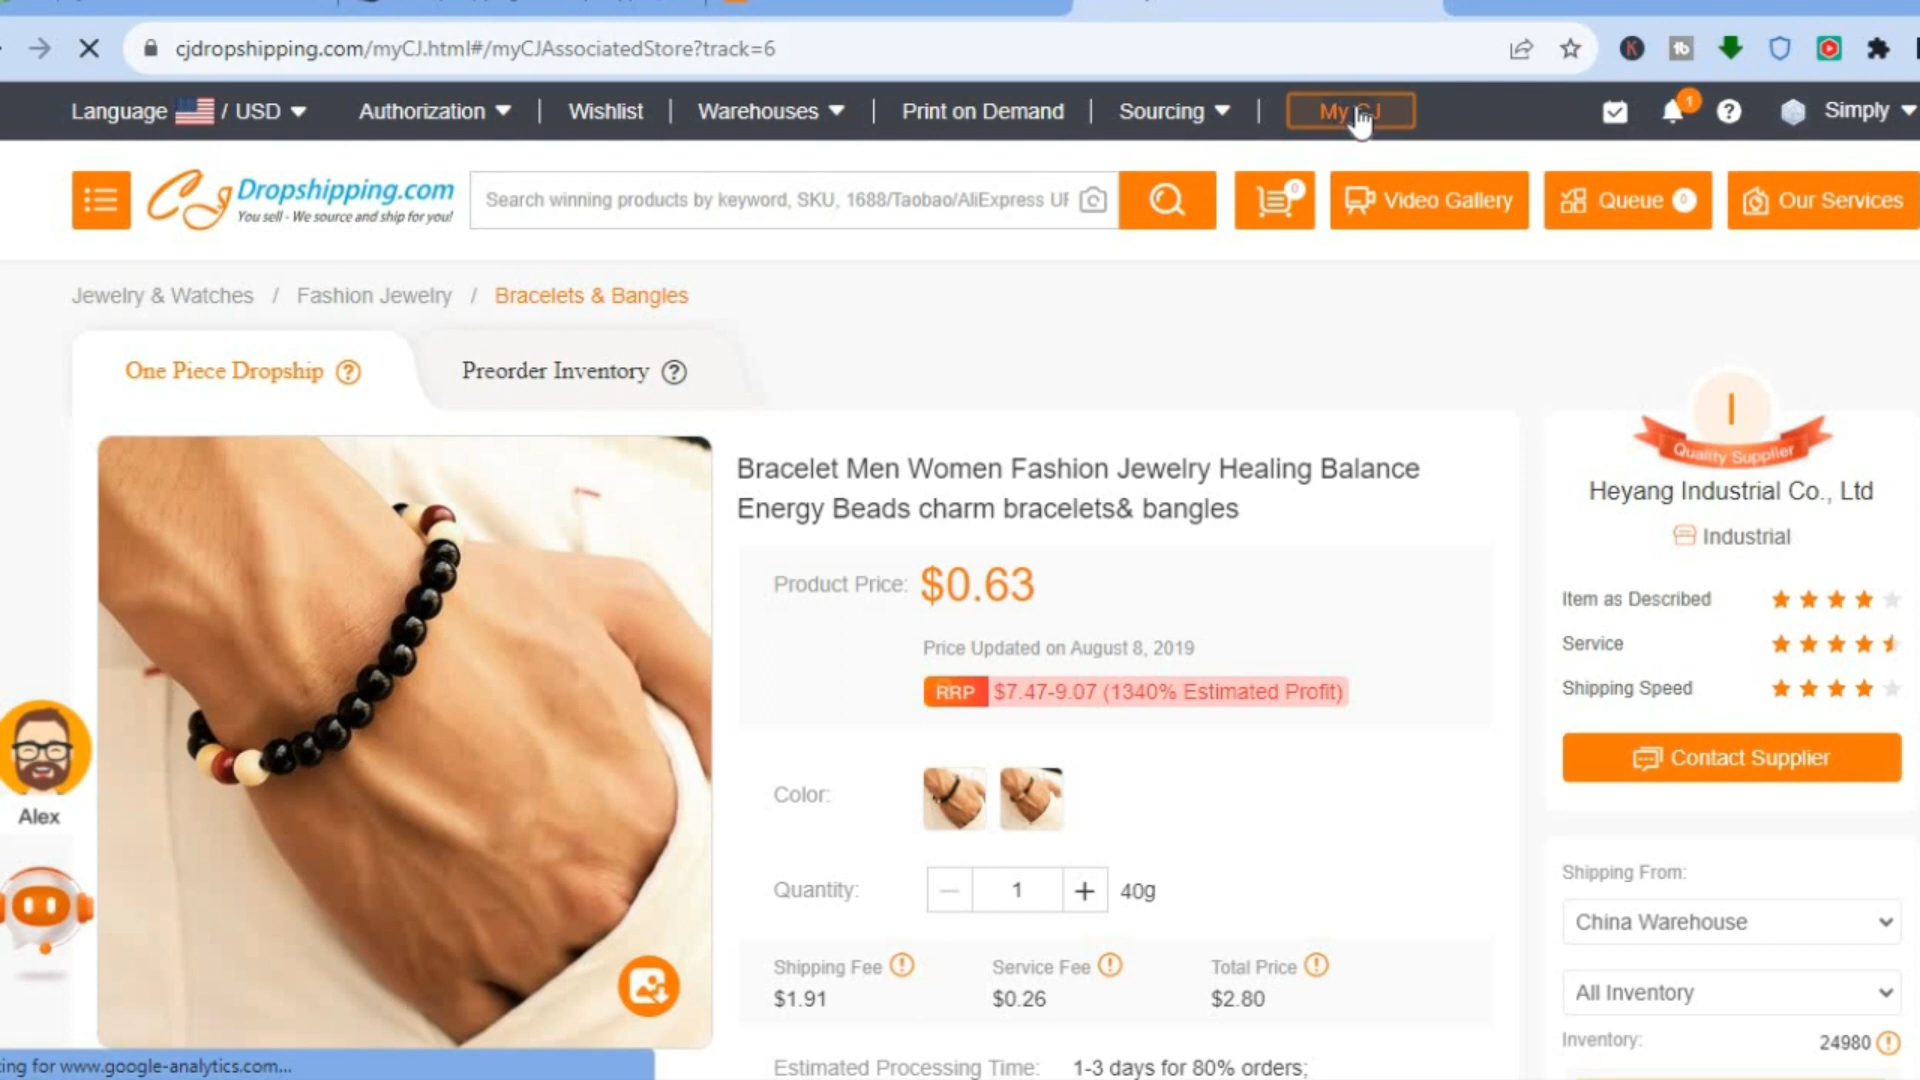 cjdropshipping.com/myCJ.html#/myCJAssociatedStore?track=6
Language / USD Authorization | Wishlist | Warehouses | Print on Demand | Sourcing | My CJ 1 ? Simply
CJ Dropshipping.com
You sell - We source and ship for you!
Search winning products by keyword, SKU, 1688/Taobao/AliExpress UR
0
Video Gallery
Queue 0
Our Services
Jewelry & Watches / Fashion Jewelry / Bracelets & Bangles
One Piece Dropship ?
Preorder Inventory ?
Bracelet Men Women Fashion Jewelry Healing Balance
Energy Beads charm bracelets& bangles
Product Price: $0.63
Price Updated on August 8, 2019
RRP $7.47-9.07 (1340% Estimated Profit)
Color:
Quantity: − 1 + 40g
Shipping Fee ! Service Fee ! Total Price !
$1.91 $0.26 $2.80
Estimated Processing Time: 1-3 days for 80% orders;
I
Quality Supplier
Heyang Industrial Co., Ltd
Industrial
Item as Described
Service
Shipping Speed
Contact Supplier
Shipping From:
China Warehouse
All Inventory
Inventory: 24980 !
Alex
ing for www.google-analytics.com...